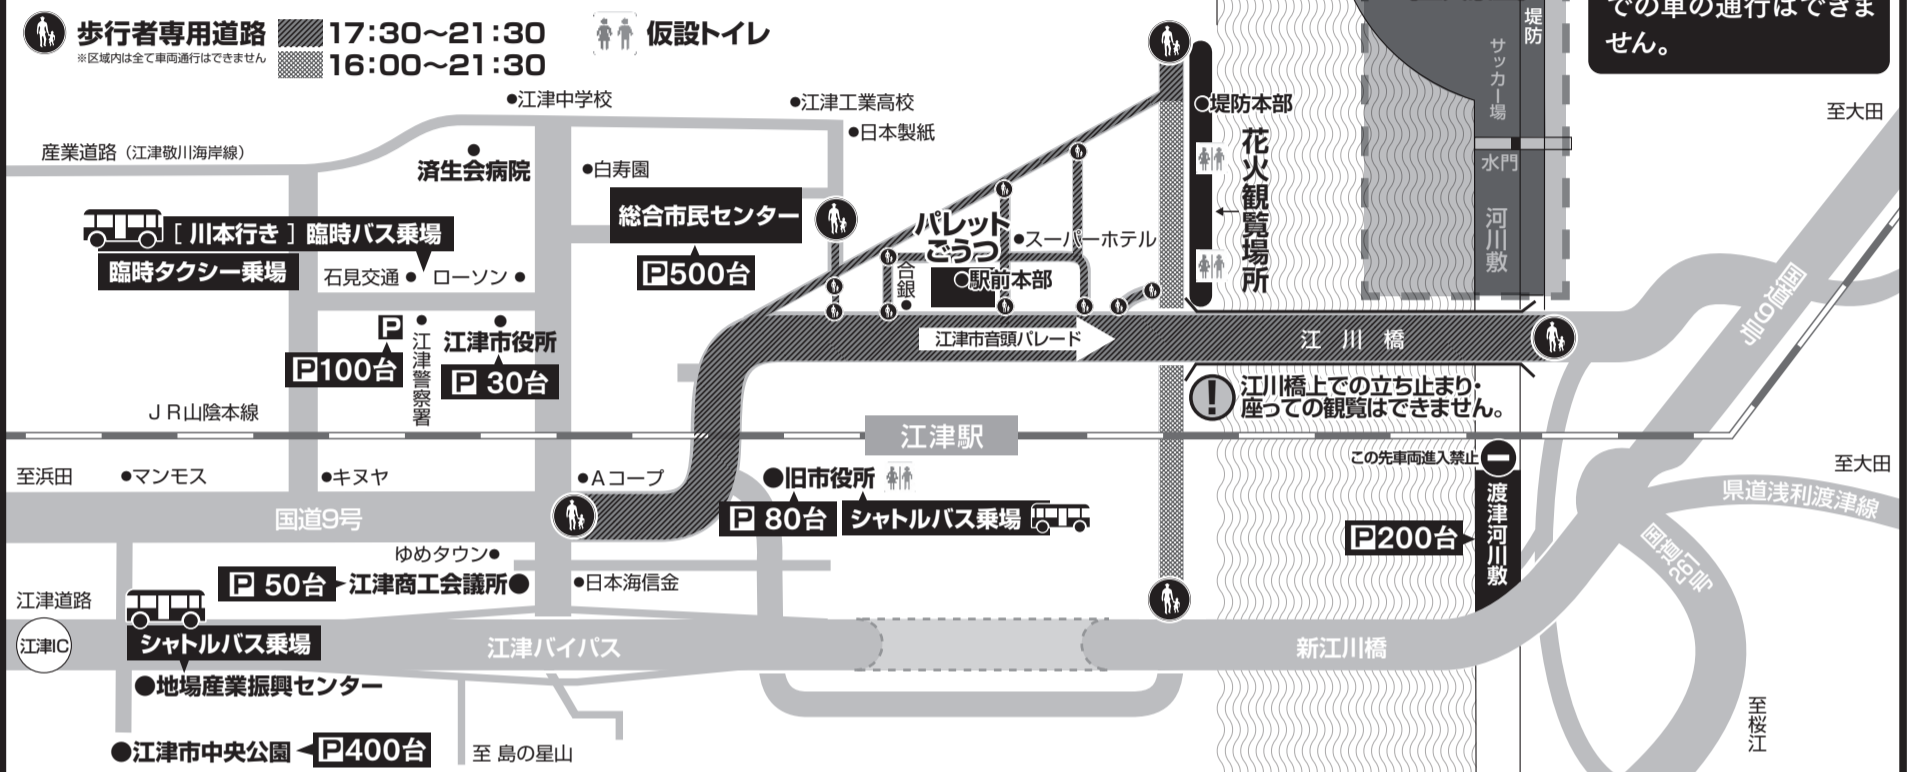 歩行者専用道路
※区域内は全て車両通行はできません
17:30〜21:30
16:00〜21:30
仮設トイレ
での車の通行はできま
せん。
堤防
サッカー場
水門
河川敷
至大田
●江津中学校
●江津工業高校
●日本製紙
●堤防本部
産業道路（江津敬川海岸線）
済生会病院
●白寿園
花火観覧場所
総合市民センター
P500台
[ 川本行き ] 臨時バス乗場
臨時タクシー乗場
石見交通●
ローソン●
パレット
ごうつ
●スーパーホテル
合銀
●駅前本部
国道9号
P
P100台
江津警察署
江津市役所
P 30台
江津市音頭パレード
江川橋
! 江川橋上での立ち止まり・
座っての観覧はできません。
JR山陰本線
江津駅
この先車両進入禁止
至浜田
●マンモス
●キヌヤ
●Aコープ
●旧市役所
P 80台
シャトルバス乗場
至大田
県道浅利渡津線
国道9号
P200台
渡津河川敷
国道261号
ゆめタウン●
P 50台
江津商工会議所●
●日本海信金
江津道路
江津IC
シャトルバス乗場
江津バイパス
新江川橋
●地場産業振興センター
●江津市中央公園
P400台
至 島の星山
至桜江